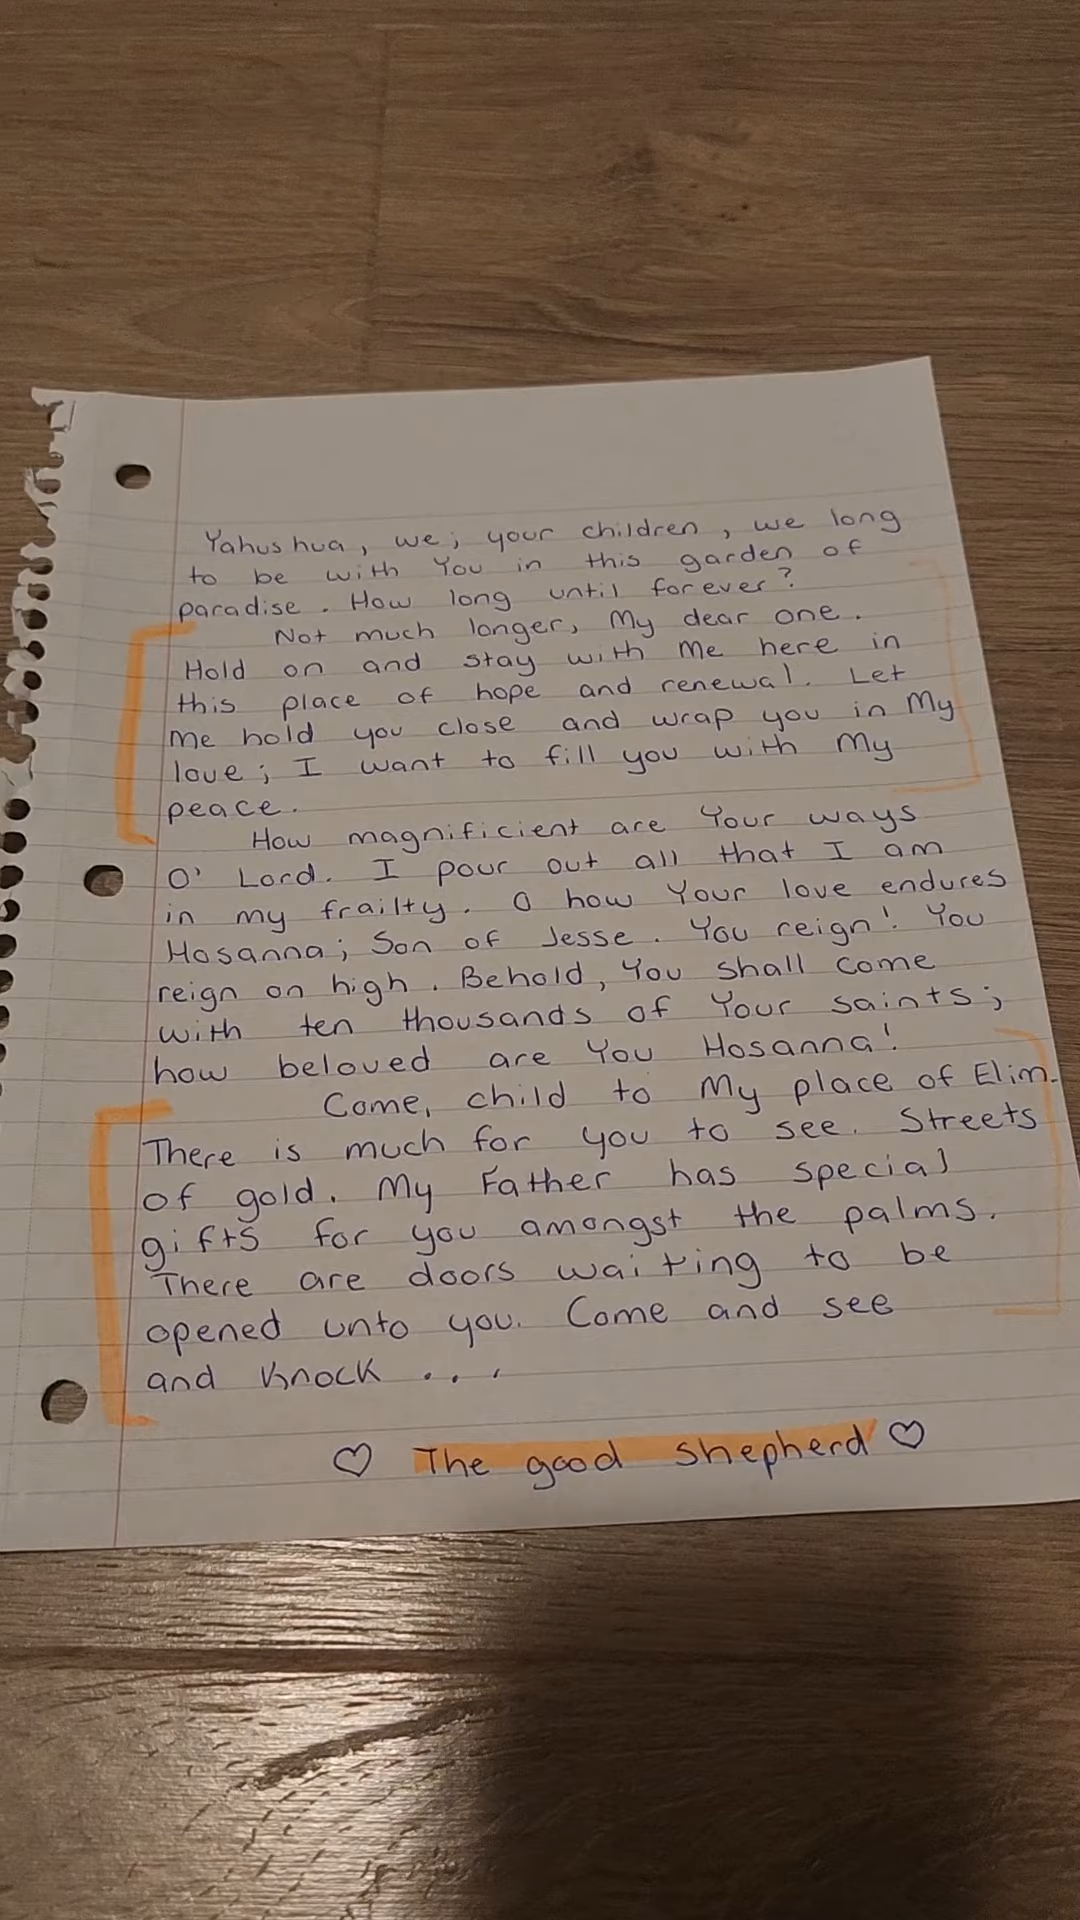 Yahushua, we; your children, we long
to be with You in this garden of
paradise. How long until forever?
Not much longer, My dear one.
Hold on and stay with Me here in
this place of hope and renewal. Let
Me hold you close and wrap you in My
love; I want to fill you with My
peace.
How magnificient are Your ways
O' Lord. I pour out all that I am
in my frailty. O how Your love endures
Hosanna; Son of Jesse. You reign! You
reign on high. Behold, You shall come
with ten thousands of Your saints;
how beloved are You Hosanna!
Come, child to My place of Elim.
There is much for you to see. Streets
of gold. My Father has special
gifts for you amongst the palms.
There are doors waiting to be
opened unto you. Come and see
and knock ...
♡ The good shepherd ♡